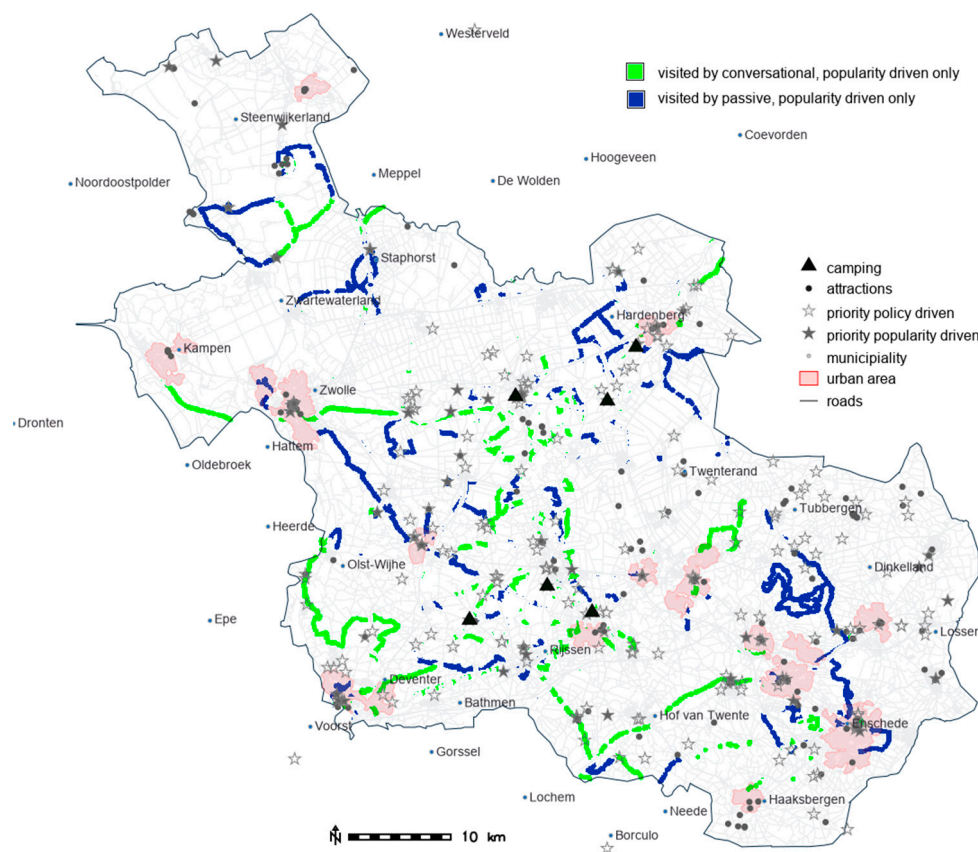 Westerveld
visited by conversational, popularity driven only
visited by passive, popularity driven only
Steenwijkerland
Coevorden
Hoogeveen
Noordoostpolder
Meppel
De Wolden
Staphorst
camping
attractions
Zwartewaterland
Hardenberg
priority policy driven
priority popularity driven
Kampen
municipiality
urban area
Zwolle
roads
Dronten
Hattem
Oldebroek
Twenterand
Tubbergen
Heerde
Olst-Wijhe
Dinkelland
Epe
Losser
Rijssen
Deventer
Bathmen
Hof van Twente
Voorst
Enschede
Gorssel
Lochem
Haaksbergen
Neede
N
10 km
Borculo